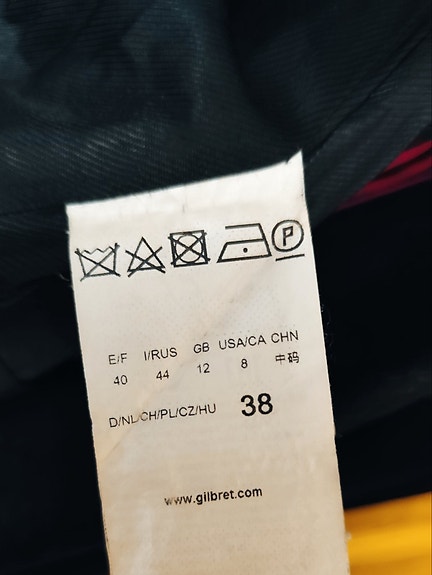 P
E/F I/RUS GB USA/CA CHN
40 44 12 8 中码
D/NL/CH/PL/CZ/HU 38
www.gilbret.com